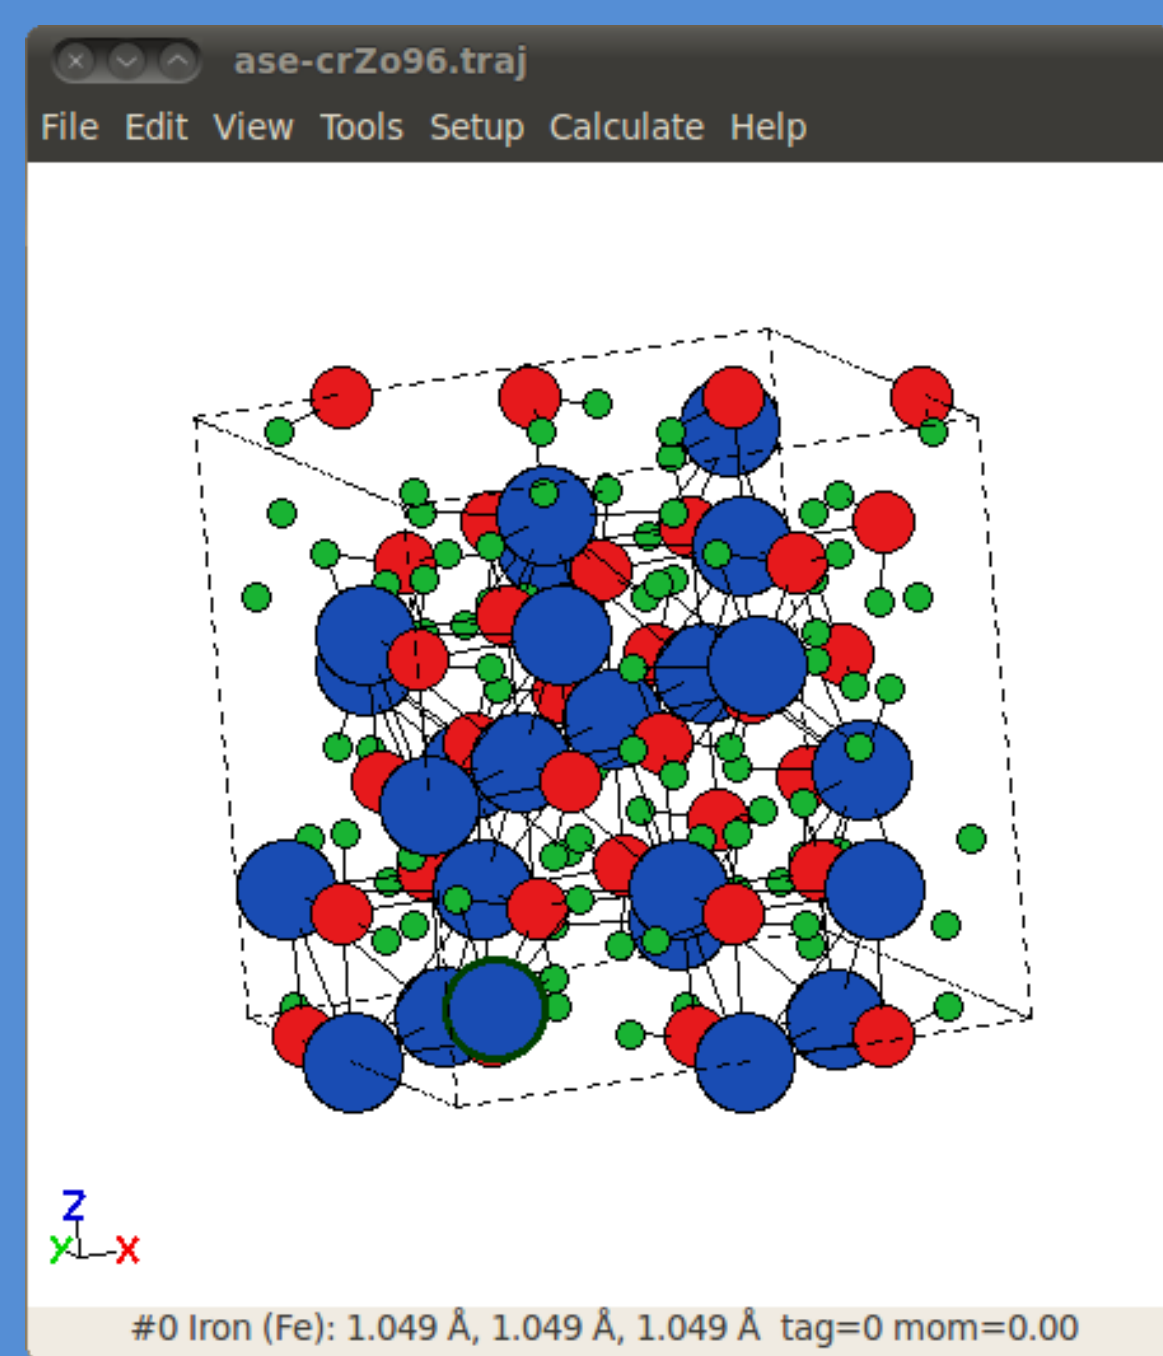 ase-crZo96.traj
File Edit View Tools Setup Calculate Help
Z
y x
#0 Iron (Fe): 1.049 Å, 1.049 Å, 1.049 Å tag=0 mom=0.00